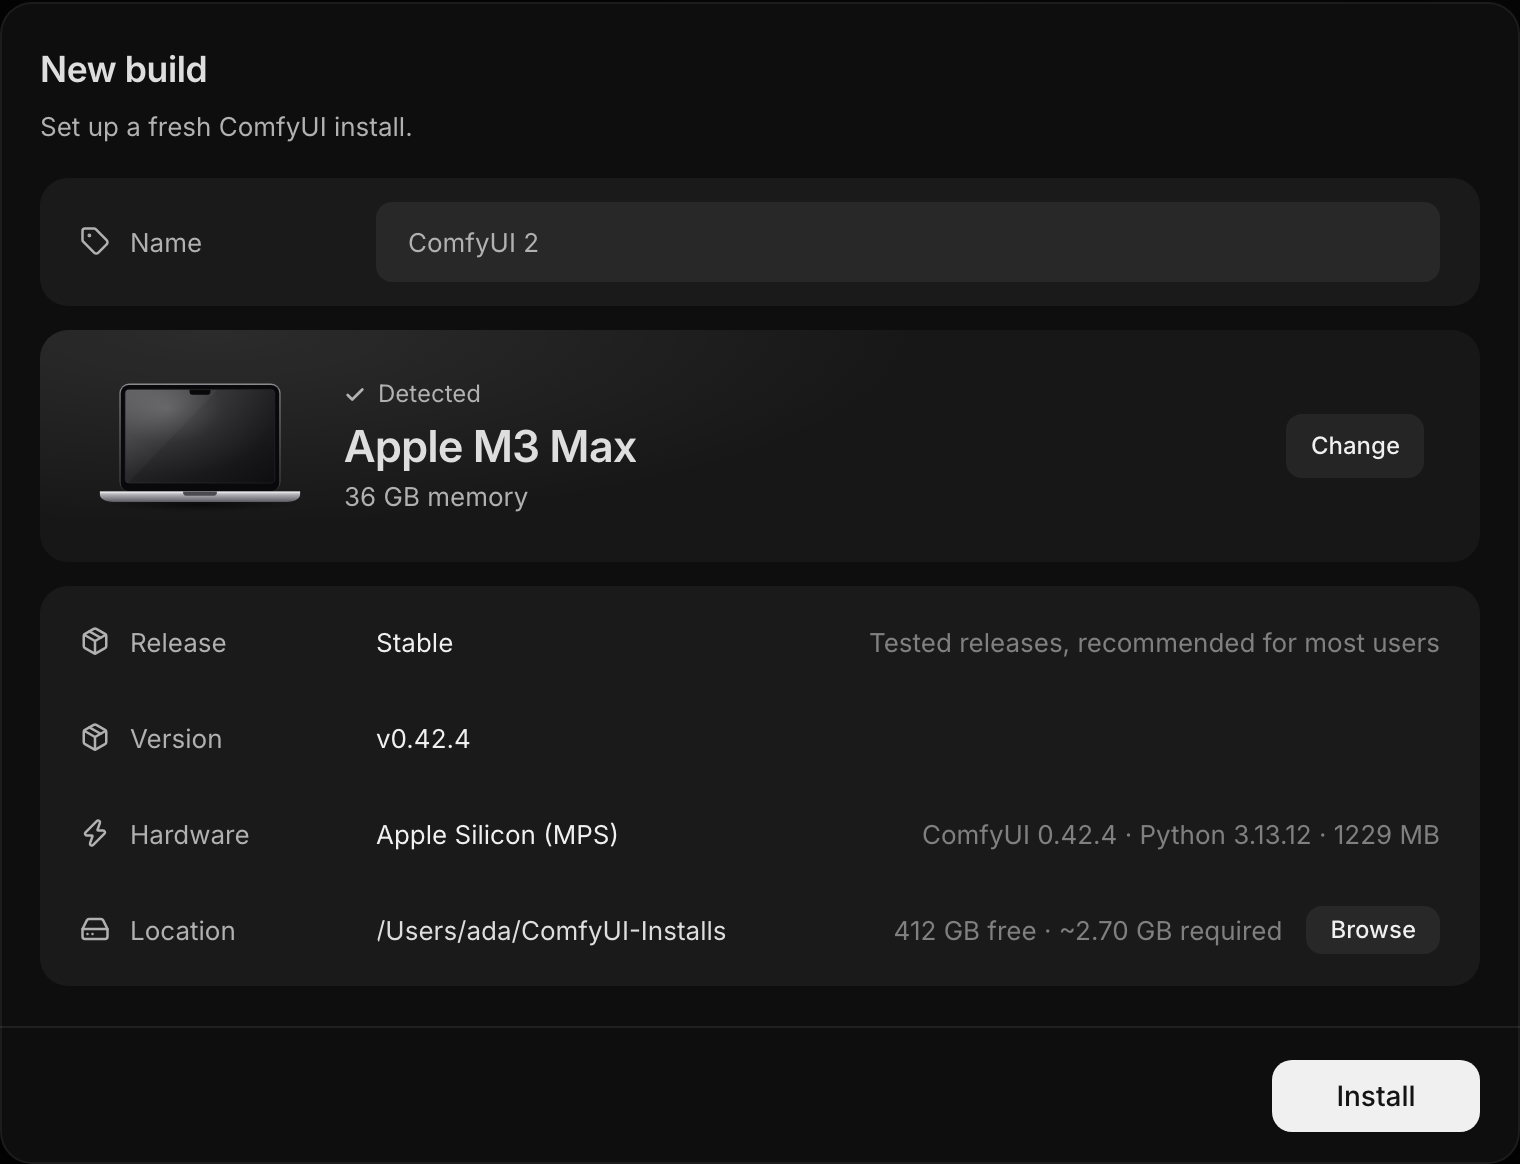 New build
Set up a fresh ComfyUI install.
Name
ComfyUI 2
Detected
Apple M3 Max
36 GB memory
Change
Release Stable Tested releases, recommended for most users
Version v0.42.4
Hardware Apple Silicon (MPS) ComfyUI 0.42.4 · Python 3.13.12 · 1229 MB
Location /Users/ada/ComfyUI-Installs 412 GB free · ~2.70 GB required Browse
Install